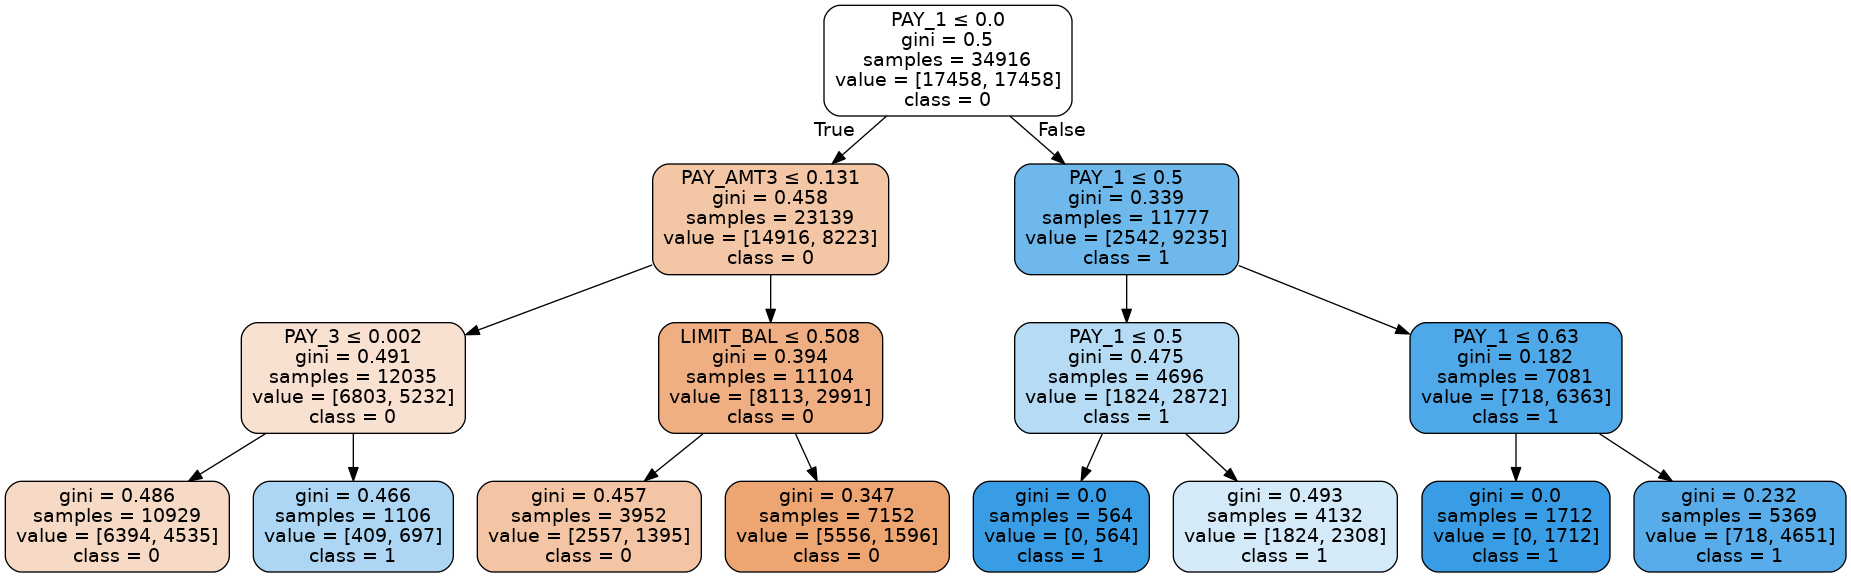 PAY_1 ≤ 0.0
gini = 0.5
samples = 34916
value = [17458, 17458]
class = 0
True
False
PAY_AMT3 ≤ 0.131
gini = 0.458
samples = 23139
value = [14916, 8223]
class = 0
PAY_1 ≤ 0.5
gini = 0.339
samples = 11777
value = [2542, 9235]
class = 1
PAY_3 ≤ 0.002
gini = 0.491
samples = 12035
value = [6803, 5232]
class = 0
LIMIT_BAL ≤ 0.508
gini = 0.394
samples = 11104
value = [8113, 2991]
class = 0
PAY_1 ≤ 0.5
gini = 0.475
samples = 4696
value = [1824, 2872]
class = 1
PAY_1 ≤ 0.63
gini = 0.182
samples = 7081
value = [718, 6363]
class = 1
gini = 0.486
samples = 10929
value = [6394, 4535]
class = 0
gini = 0.466
samples = 1106
value = [409, 697]
class = 1
gini = 0.457
samples = 3952
value = [2557, 1395]
class = 0
gini = 0.347
samples = 7152
value = [5556, 1596]
class = 0
gini = 0.0
samples = 564
value = [0, 564]
class = 1
gini = 0.493
samples = 4132
value = [1824, 2308]
class = 1
gini = 0.0
samples = 1712
value = [0, 1712]
class = 1
gini = 0.232
samples = 5369
value = [718, 4651]
class = 1